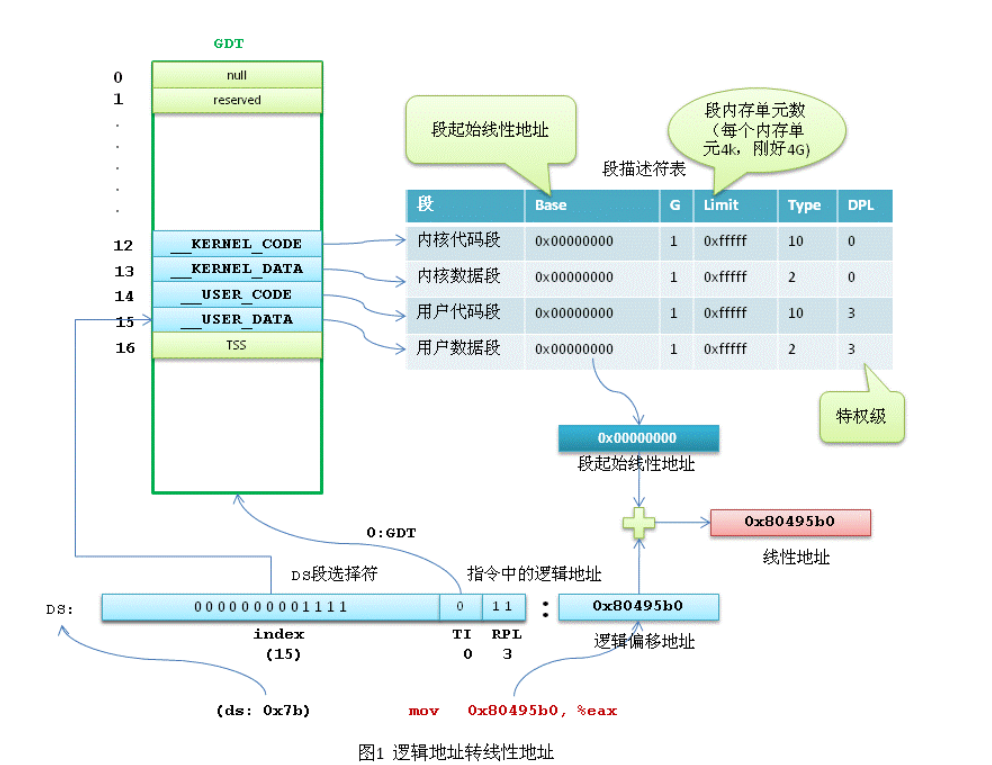 GDT
0 null
1 reserved
.
.
.
.
.
12 __KERNEL_CODE
13 __KERNEL_DATA
14 __USER_CODE
15 __USER_DATA
16 TSS
段起始线性地址
段内存单元数
（每个内存单
元4k，刚好4G)
段描述符表
段 Base G Limit Type DPL
内核代码段 0x00000000 1 0xfffff 10 0
内核数据段 0x00000000 1 0xfffff 2 0
用户代码段 0x00000000 1 0xfffff 10 3
用户数据段 0x00000000 1 0xfffff 2 3
特权级
0x00000000
段起始线性地址
0x80495b0
线性地址
0:GDT
DS段选择符
指令中的逻辑地址
DS: 0000000001111 0 11 : 0x80495b0
index TI RPL
(15) 0 3
逻辑偏移地址
(ds: 0x7b)
mov 0x80495b0, %eax
图1 逻辑地址转线性地址